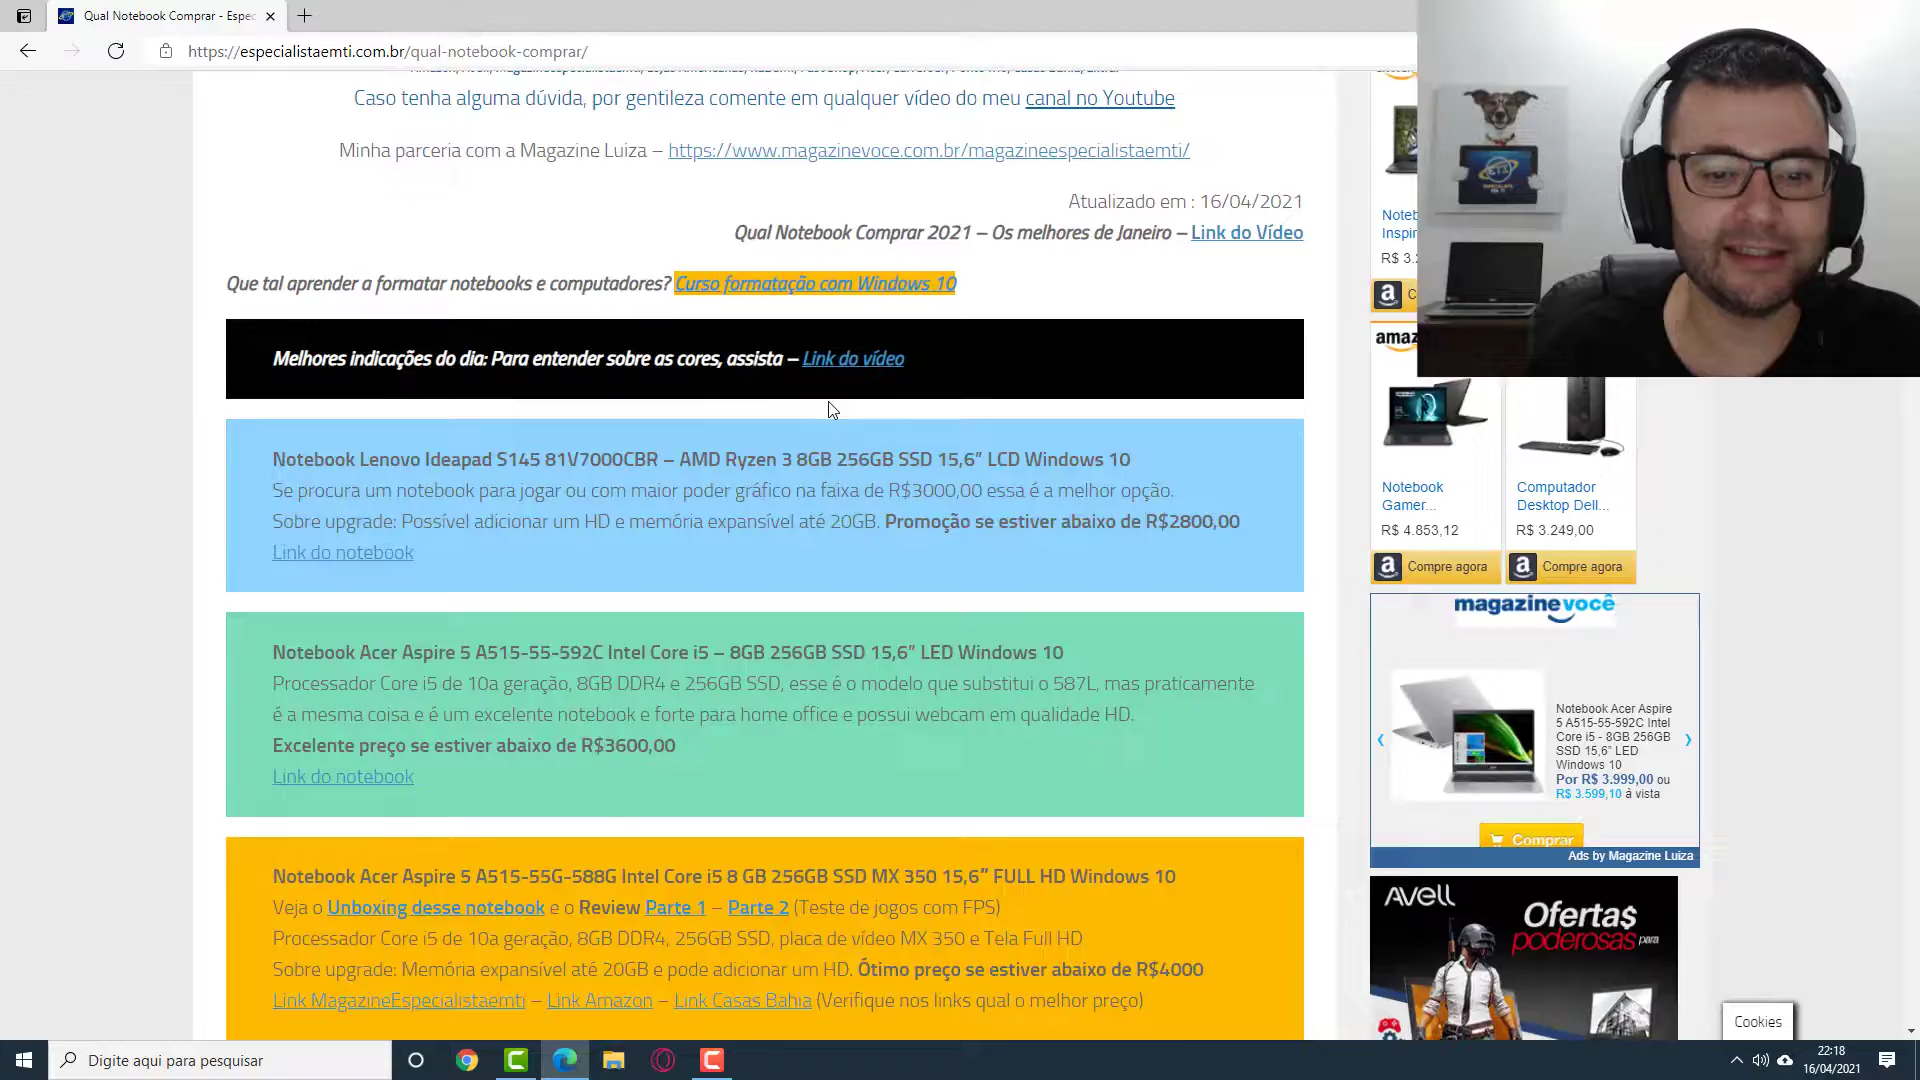 Qual Notebook Comprar - Espec
https://especialistaemti.com.br/qual-notebook-comprar/
Caso tenha alguma dúvida, por gentileza comente em qualquer vídeo do meu canal no Youtube
Minha parceria com a Magazine Luiza – https://www.magazinevoce.com.br/magazineespecialistaemti/
Atualizado em : 16/04/2021
Qual Notebook Comprar 2021 – Os melhores de Janeiro – Link do Vídeo
Que tal aprender a formatar notebooks e computadores? Curso formatação com Windows 10
Melhores indicações do dia: Para entender sobre as cores, assista – Link do vídeo
Notebook Lenovo Ideapad S145 81V7000CBR – AMD Ryzen 3 8GB 256GB SSD 15,6” LCD Windows 10
Se procura um notebook para jogar ou com maior poder gráfico na faixa de R$3000,00 essa é a melhor opção.
Sobre upgrade: Possível adicionar um HD e memória expansível até 20GB. Promoção se estiver abaixo de R$2800,00
Link do notebook
Notebook Acer Aspire 5 A515-55-592C Intel Core i5 – 8GB 256GB SSD 15,6” LED Windows 10
Processador Core i5 de 10a geração, 8GB DDR4 e 256GB SSD, esse é o modelo que substitui o 587L, mas praticamente
é a mesma coisa e é um excelente notebook e forte para home office e possui webcam em qualidade HD.
Excelente preço se estiver abaixo de R$3600,00
Link do notebook
Notebook Acer Aspire 5 A515-55G-588G Intel Core i5 8 GB 256GB SSD MX 350 15,6″ FULL HD Windows 10
Veja o Unboxing desse notebook e o Review Parte 1 – Parte 2 (Teste de jogos com FPS)
Processador Core i5 de 10a geração, 8GB DDR4, 256GB SSD, placa de vídeo MX 350 e Tela Full HD
Sobre upgrade: Memória expansível até 20GB e pode adicionar um HD. Ótimo preço se estiver abaixo de R$4000
Link MagazineEspecialistaemti – Link Amazon – Link Casas Bahia (Verifique nos links qual o melhor preço)
Noteb
Inspir
R$ 3.2
C
amaz
Notebook
Gamer...
R$ 4.853,12
Compre agora
Computador
Desktop Dell...
R$ 3.249,00
Compre agora
magazinevocê
Notebook Acer Aspire
5 A515-55-592C Intel
Core i5 - 8GB 256GB
SSD 15,6” LED
Windows 10
Por R$ 3.999,00 ou
R$ 3.599,10 à vista
Comprar
Ads by Magazine Luiza
AVELL
Oferta$
poderosas para
Cookies
ETI
ESPECIALISTA
EM TI
Digite aqui para pesquisar
22:18
16/04/2021